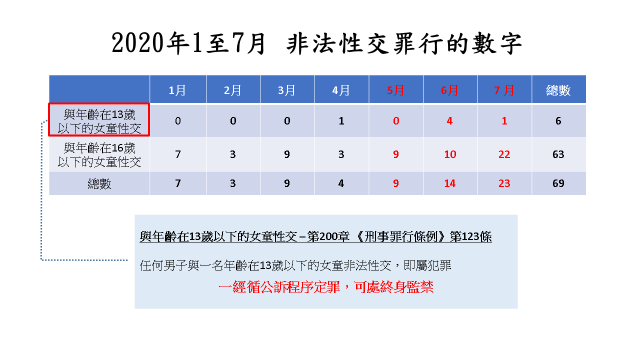 2020年1至7月 非法性交罪行的數字
1月 2月 3月 4月 5月 6月 7 月 總數
與年齡在13歲
以下的女童性交
0 0 0 1 0 4 1 6
與年齡在16歲
以下的女童性交
7 3 9 3 9 10 22 63
總數 7 3 9 4 9 14 23 69
與年齡在13歲以下的女童性交 – 第200章 《刑事罪行條例》第123條
任何男子與一名年齡在13歲以下的女童非法性交，即屬犯罪
一經循公訴程序定罪，可處終身監禁